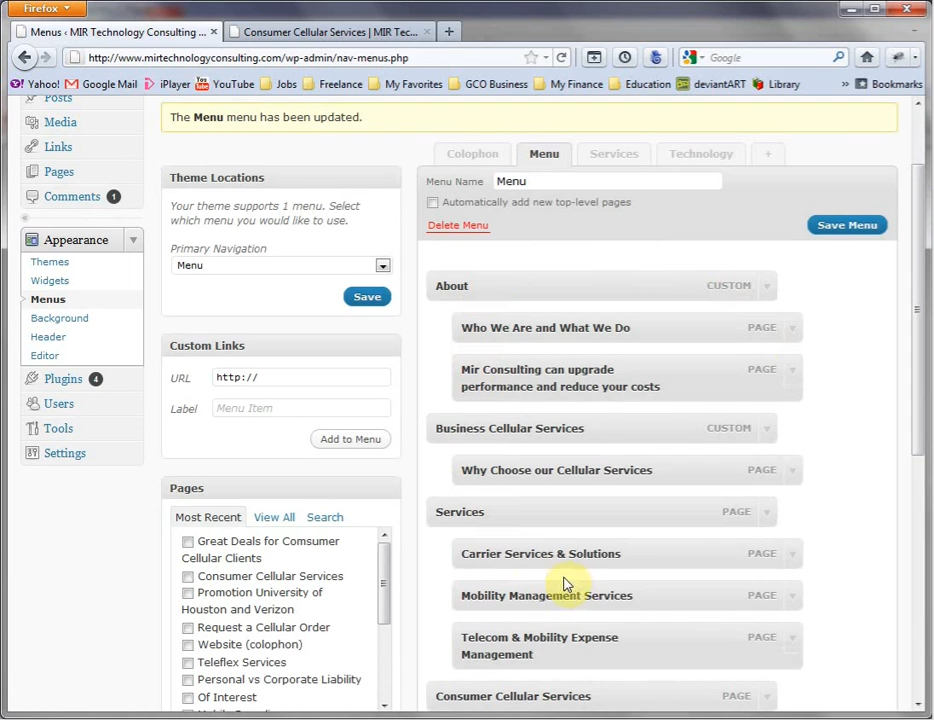 Firefox
Menus ‹ MIR Technology Consulting ...
Consumer Cellular Services | MIR Tec...
http://www.mirtechnologyconsulting.com/wp-admin/nav-menus.php
Google
Yahoo!
Google Mail
iPlayer
YouTube
Jobs
Freelance
My Favorites
GCO Business
My Finance
Education
deviantART
Library
»
Bookmarks
Posts
Media
Links
Pages
Comments 1
Appearance
Themes
Widgets
Menus
Background
Header
Editor
Plugins 4
Users
Tools
Settings
The Menu menu has been updated.
Theme Locations
Your theme supports 1 menu. Select
which menu you would like to use.
Primary Navigation
Menu
Save
Custom Links
URL http://
Label Menu Item
Add to Menu
Pages
Most Recent View All Search
Great Deals for Comsumer
Cellular Clients
Consumer Cellular Services
Promotion University of
Houston and Verizon
Request a Cellular Order
Website (colophon)
Teleflex Services
Personal vs Corporate Liability
Of Interest
Colophon Menu Services Technology +
Menu Name Menu
Automatically add new top-level pages
Delete Menu
Save Menu
About CUSTOM
Who We Are and What We Do PAGE
Mir Consulting can upgrade PAGE
performance and reduce your costs
Business Cellular Services CUSTOM
Why Choose our Cellular Services PAGE
Services PAGE
Carrier Services & Solutions PAGE
Mobility Management Services PAGE
Telecom & Mobility Expense PAGE
Management
Consumer Cellular Services PAGE